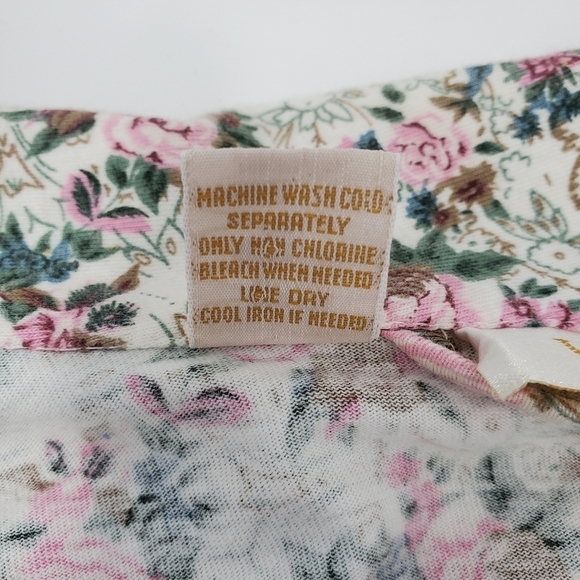 MACHINE WASH COLD
SEPARATELY
ONLY NON CHLORINE
BLEACH WHEN NEEDED
LINE DRY
COOL IRON IF NEEDED